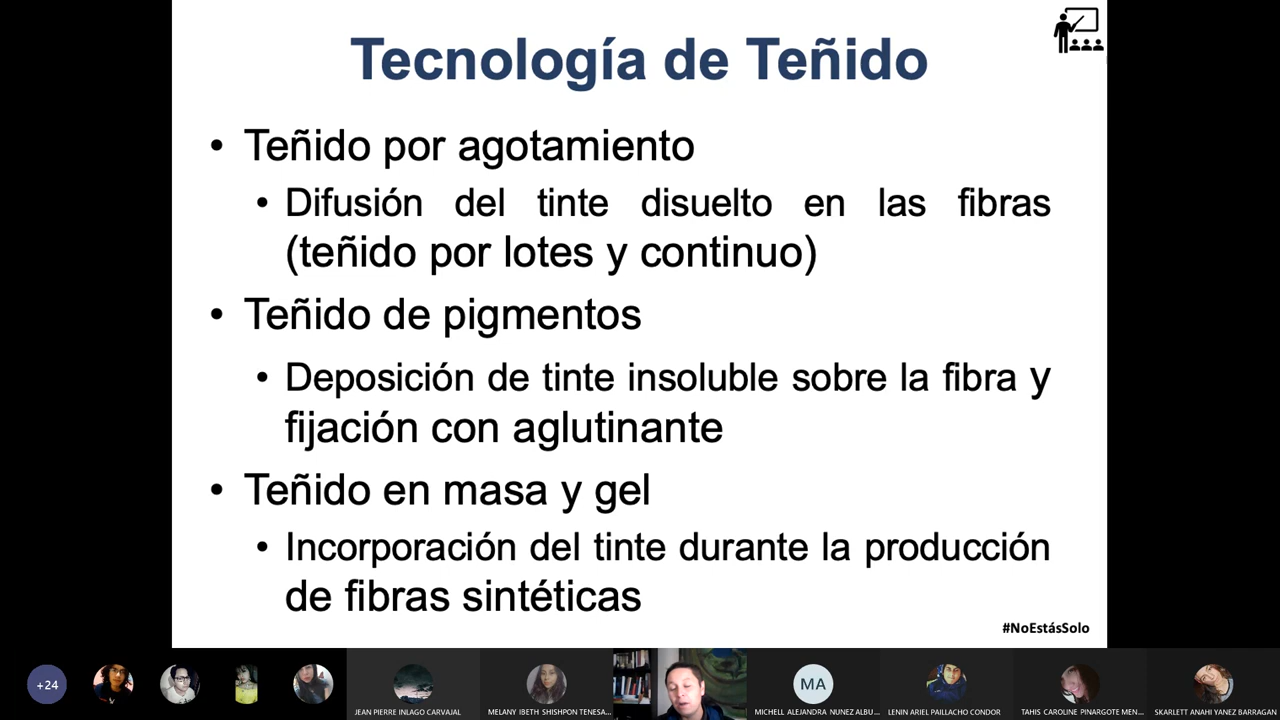 Tecnología de Teñido
• Teñido por agotamiento
• Difusión del tinte disuelto en las fibras
(teñido por lotes y continuo)
• Teñido de pigmentos
• Deposición de tinte insoluble sobre la fibra y
fijación con aglutinante
• Teñido en masa y gel
• Incorporación del tinte durante la producción
de fibras sintéticas
#NoEstásSolo
+24
MA
JEAN PIERRE INLAGO CARVAJAL
MELANY IBETH SHISHPON TENESA...
MICHELL ALEJANDRA NUNEZ ALBU...
LENIN ARIEL PAILLACHO CONDOR
TAHIS CAROLINE PINARGOTE MEN...
SKARLETT ANAHI YANEZ BARRAGAN